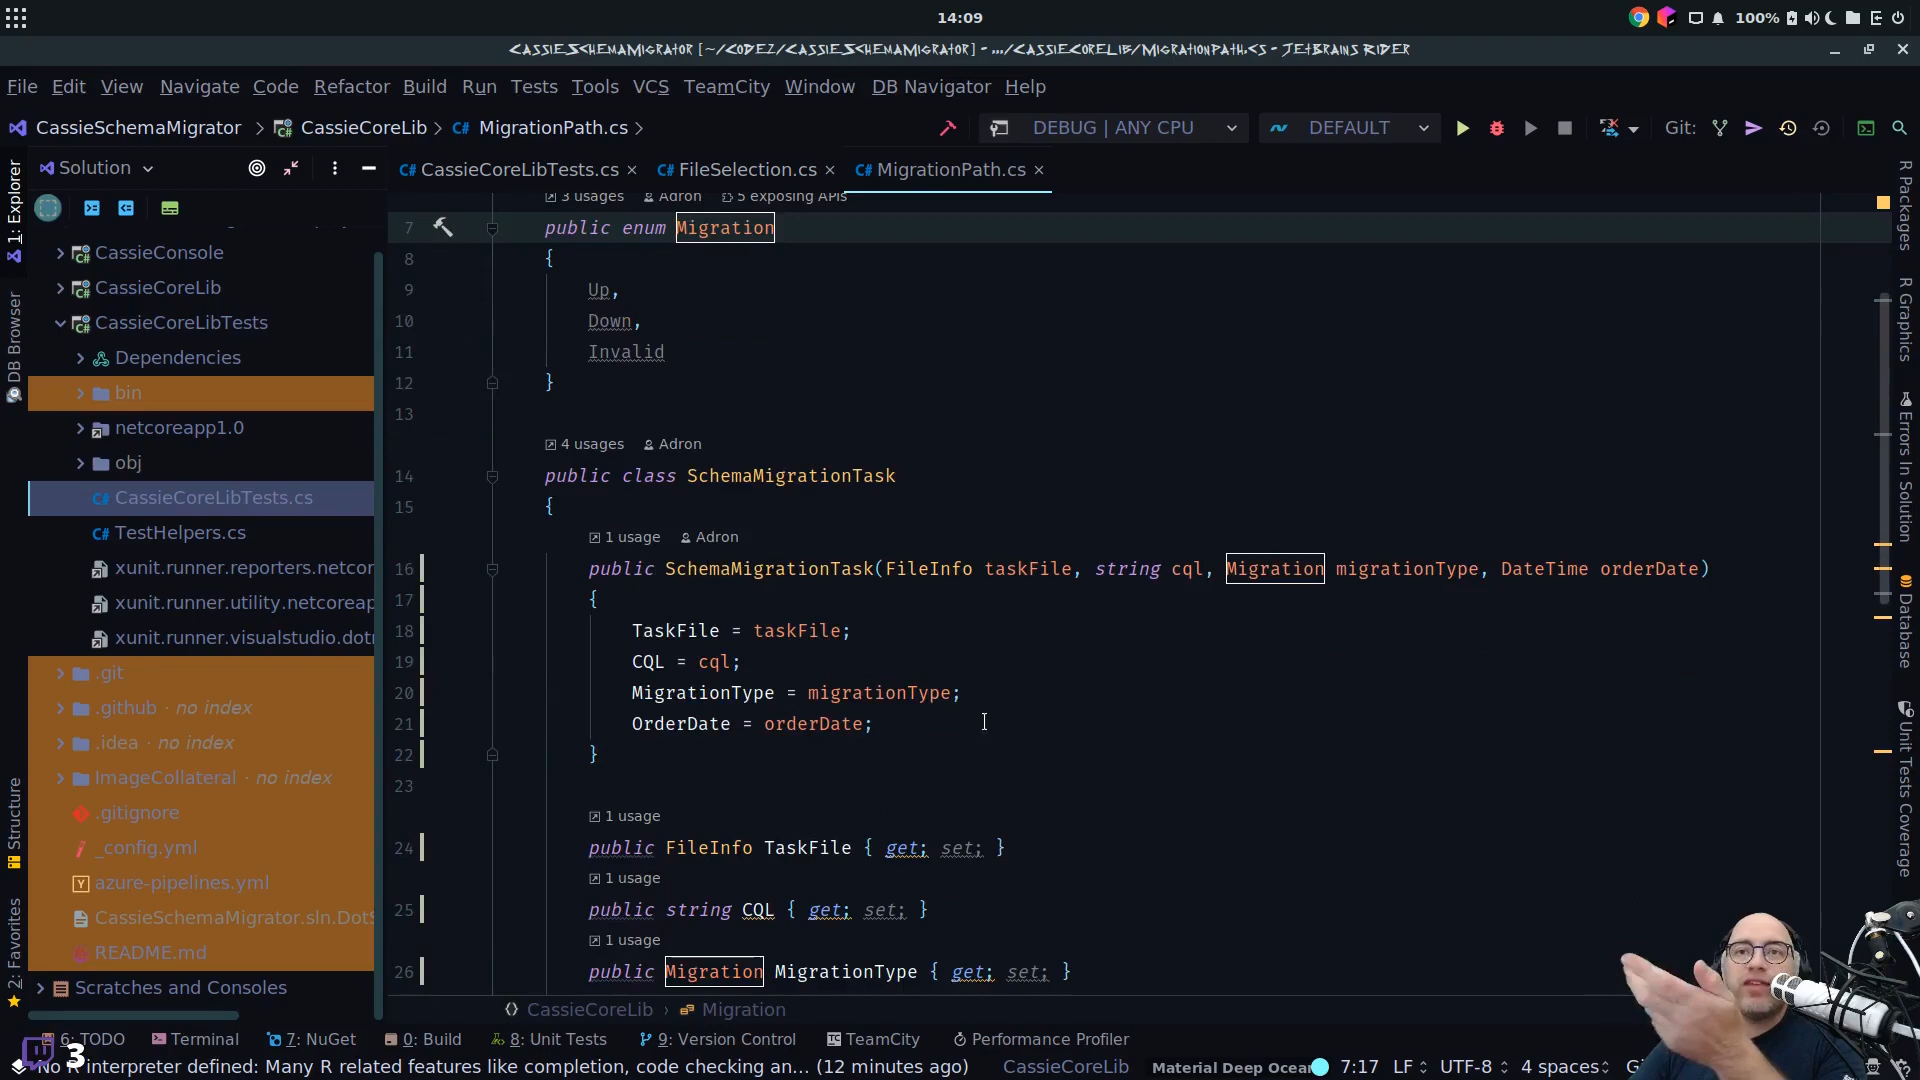 14:09
100%
CassieSchemaMigrator [~/Codez/CassieSchemaMigrator] - .../CassieCoreLib/MigrationPath.cs - JetBrains Rider
File Edit View Navigate Code Refactor Build Run Tests Tools VCS TeamCity Window DB Navigator Help
CassieSchemaMigrator CassieCoreLib C# MigrationPath.cs DEBUG | ANY CPU DEFAULT Git:
Solution
C# CassieCoreLibTests.cs × C# FileSelection.cs × C# MigrationPath.cs ×
1: Explorer
DB Browser
Structure
2: Favorites
CassieConsole
CassieCoreLib
CassieCoreLibTests
Dependencies
bin
netcoreapp1.0
obj
C# CassieCoreLibTests.cs
C# TestHelpers.cs
xunit.runner.reporters.netcor
xunit.runner.utility.netcoreap
xunit.runner.visualstudio.dotr
.git
.github · no index
.idea · no index
ImageCollateral · no index
.gitignore
_config.yml
azure-pipelines.yml
CassieSchemaMigrator.sln.DotS
README.md
Scratches and Consoles
3 usages Adron 5 exposing APIs
7 public enum Migration
8 {
9 Up,
10 Down,
11 Invalid
12 }
13
4 usages Adron
14 public class SchemaMigrationTask
15 {
1 usage Adron
16 public SchemaMigrationTask(FileInfo taskFile, string cql, Migration migrationType, DateTime orderDate)
17 {
18 TaskFile = taskFile;
19 CQL = cql;
20 MigrationType = migrationType;
21 OrderDate = orderDate;
22 }
23
1 usage
24 public FileInfo TaskFile { get; set; }
1 usage
25 public string CQL { get; set; }
1 usage
26 public Migration MigrationType { get; set; }
R Packages
R Graphics
Errors In Solution
Database
Unit Tests Coverage
CassieCoreLib › Migration
6: TODO Terminal 7: NuGet 0: Build 8: Unit Tests 9: Version Control TeamCity Performance Profiler
3
No R interpreter defined: Many R related features like completion, code checking an... (12 minutes ago) CassieCoreLib Material Deep Ocean 7:17 LF UTF-8 4 spaces